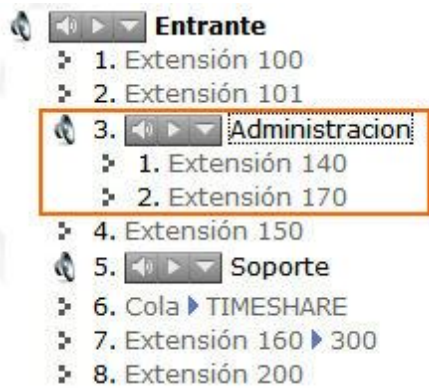 Entrante
1. Extensión 100
2. Extensión 101
3. Administracion
1. Extensión 140
2. Extensión 170
4. Extensión 150
5. Soporte
6. Cola TIMESHARE
7. Extensión 160 300
8. Extensión 200